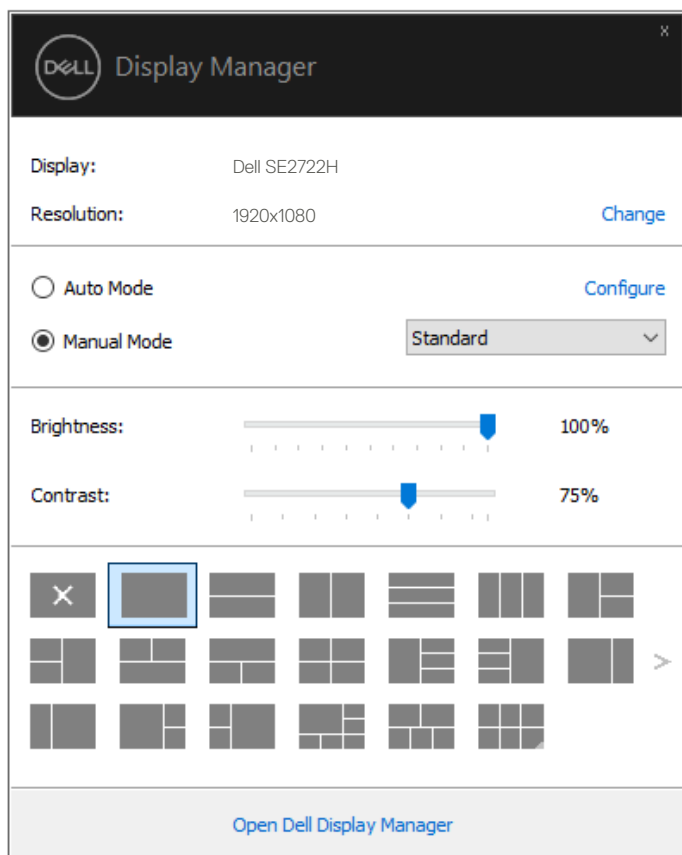 x
DELL Display Manager
Display: Dell SE2722H
Resolution: 1920x1080 Change
Auto Mode Configure
Manual Mode Standard
Brightness: 100%
Contrast: 75%
Open Dell Display Manager